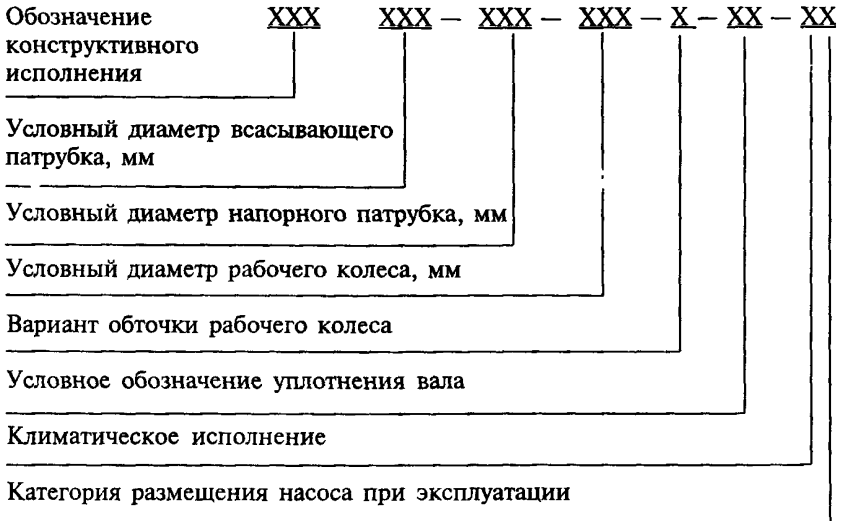 Обозначение XXX XXX – XXX – XXX – X – XX – XX
конструктивного
исполнения
Условный диаметр всасывающего
патрубка, мм
Условный диаметр напорного патрубка, мм
Условный диаметр рабочего колеса, мм
Вариант обточки рабочего колеса
Условное обозначение уплотнения вала
Климатическое исполнение
Категория размещения насоса при эксплуатации